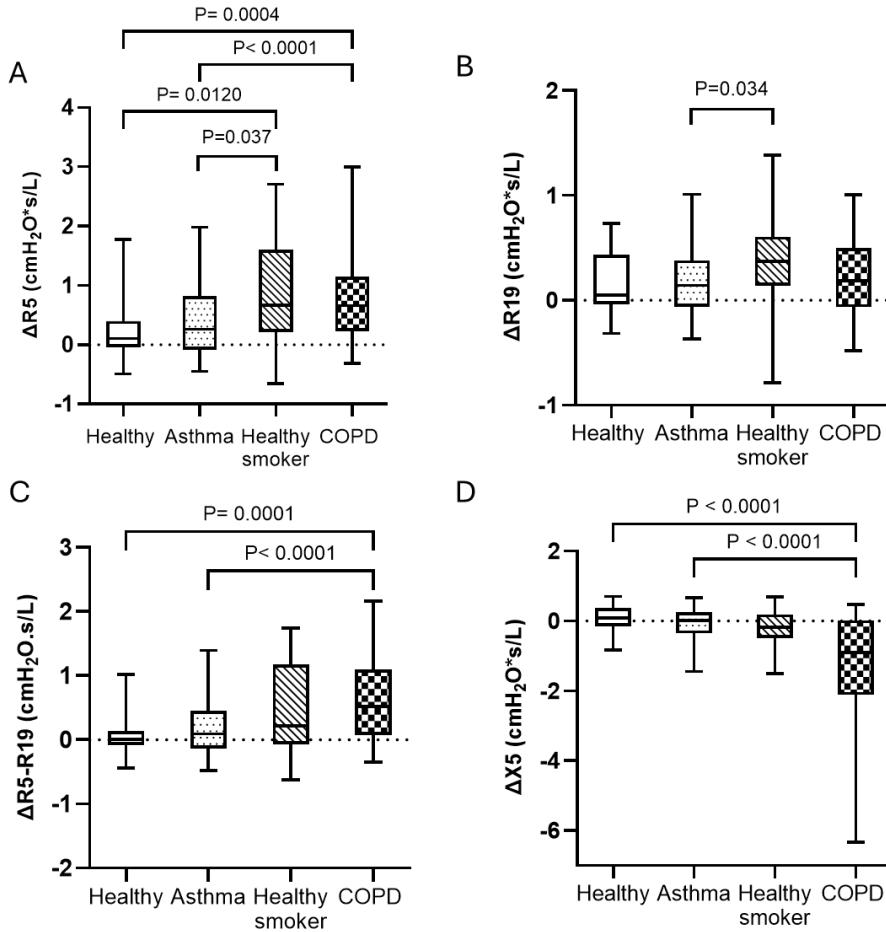 A
P= 0.0004
P< 0.0001
P= 0.0120
P=0.037
ΔR5 (cmH₂O*s/L)
4
3
2
1
0
-1
Healthy
Asthma
Healthy
smoker
COPD
B
P=0.034
ΔR19 (cmH₂O*s/L)
2
1
0
-1
Healthy
Asthma
Healthy
smoker
COPD
C
P= 0.0001
P< 0.0001
ΔR5-R19 (cmH₂O.s/L)
3
2
1
0
-1
-2
Healthy
Asthma
Healthy
smoker
COPD
D
P < 0.0001
P < 0.0001
ΔX5 (cmH₂O*s/L)
2
0
-2
-4
-6
Healthy
Asthma
Healthy
smoker
COPD